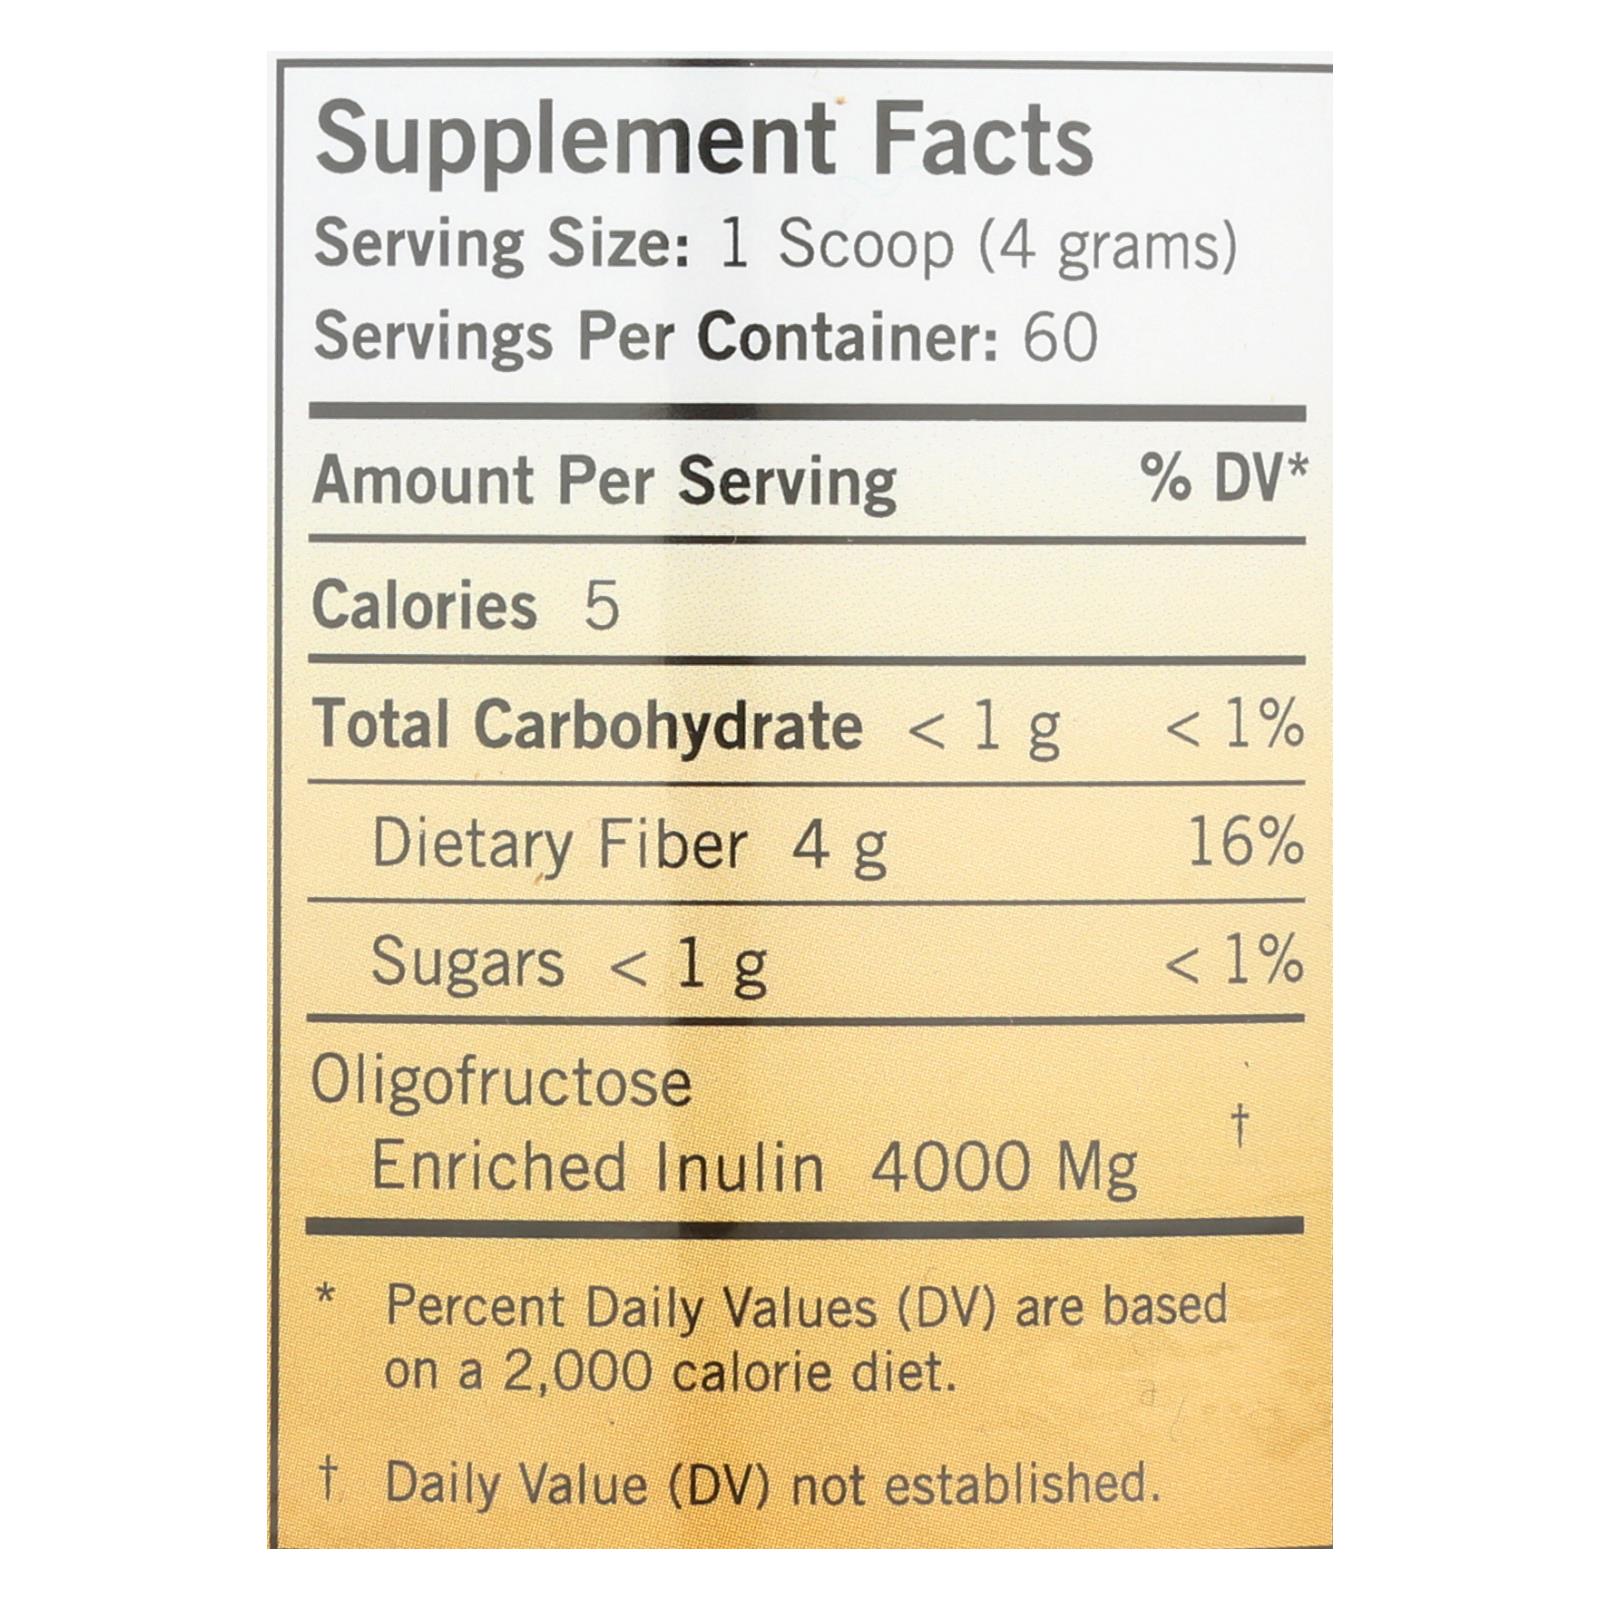 Supplement Facts
Serving Size: 1 Scoop (4 grams)
Servings Per Container: 60
Amount Per Serving % DV*
Calories 5
Total Carbohydrate < 1 g < 1%
Dietary Fiber 4 g 16%
Sugars < 1 g < 1%
Oligofructose
Enriched Inulin 4000 Mg †
* Percent Daily Values (DV) are based
on a 2,000 calorie diet.
† Daily Value (DV) not established.